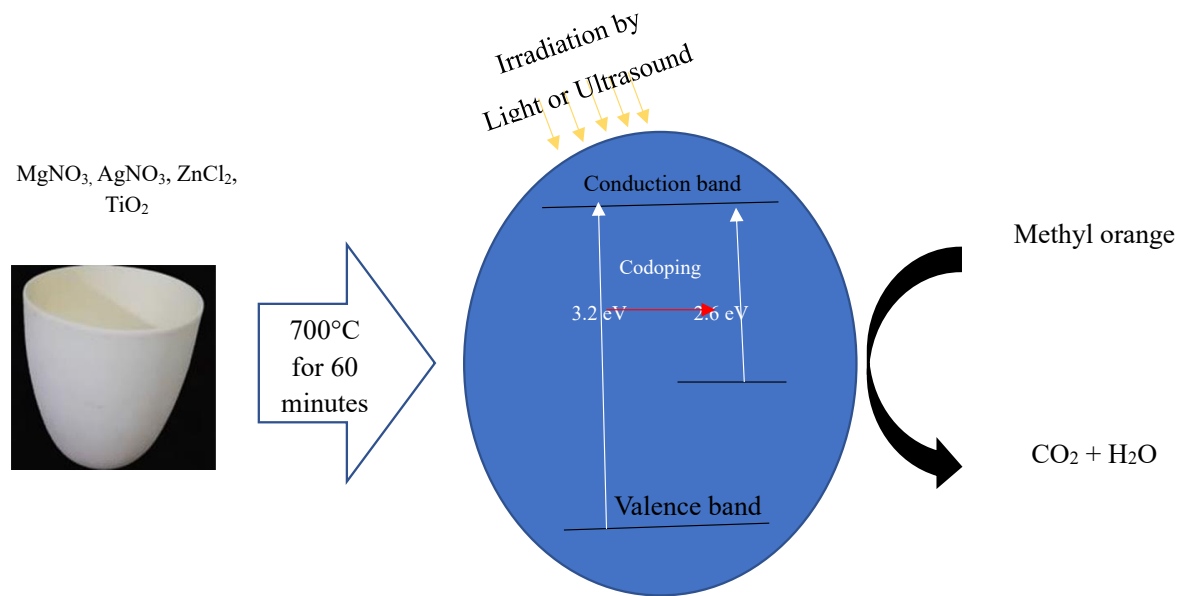 Irradiation by
Light or Ultrasound
MgNO₃, AgNO₃, ZnCl₂,
TiO₂
700°C
for 60
minutes
Conduction band
Codoping
3.2 eV
2.6 eV
Valence band
Methyl orange
CO₂ + H₂O